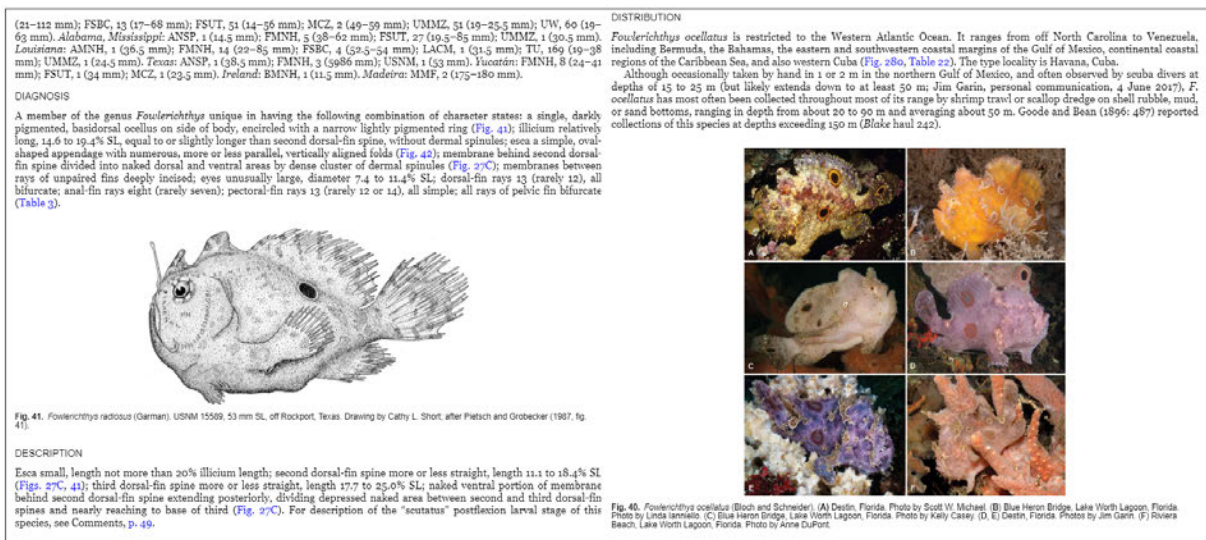 (21–112 mm); FSBC, 13 (17–68 mm); FSUT, 51 (14–56 mm); MCZ, 2 (49–59 mm); UMMZ, 51 (19–25.5 mm); UW, 60 (19–
63 mm). Alabama, Mississippi: ANSP, 1 (14.5 mm); FMNH, 5 (38–62 mm); FSUT, 27 (19.5–85 mm); UMMZ, 1 (30.5 mm).
Louisiana: AMNH, 1 (36.5 mm); FMNH, 14 (22–85 mm); FSBC, 4 (52.5–54 mm); LACM, 1 (31.5 mm); TU, 169 (19–38
mm); UMMZ, 1 (24.5 mm). Texas: ANSP, 1 (38.5 mm); FMNH, 3 (5986 mm); USNM, 1 (53 mm). Yucatán: FMNH, 8 (24–41
mm); FSUT, 1 (34 mm); MCZ, 1 (23.5 mm). Ireland: BMNH, 1 (11.5 mm). Madeira: MMF, 2 (175–180 mm).
DIAGNOSIS
A member of the genus Fowlerichthys unique in having the following combination of character states: a single, darkly
pigmented, basidorsal ocellus on side of body, encircled with a narrow lightly pigmented ring (Fig. 41); illicium relatively
long, 14.6 to 19.4% SL, equal to or slightly longer than second dorsal-fin spine, without dermal spinules; esca a simple, oval-
shaped appendage with numerous, more or less parallel, vertically aligned folds (Fig. 42); membrane behind second dorsal-
fin spine divided into naked dorsal and ventral areas by dense cluster of dermal spinules (Fig. 27C); membranes between
rays of unpaired fins deeply incised; eyes unusually large, diameter 7.4 to 11.4% SL; dorsal-fin rays 13 (rarely 12), all
bifurcate; anal-fin rays eight (rarely seven); pectoral-fin rays 13 (rarely 12 or 14), all simple; all rays of pelvic fin bifurcate
(Table 3).
Fig. 41. Fowlerichthys radiosus (Garman). USNM 15589, 53 mm SL, off Rockport, Texas. Drawing by Cathy L. Short; after Pietsch and Grobecker (1987, fig.
41).
DESCRIPTION
Esca small, length not more than 20% illicium length; second dorsal-fin spine more or less straight, length 11.1 to 18.4% SL
(Figs. 27C, 41); third dorsal-fin spine more or less straight, length 17.7 to 25.0% SL; naked ventral portion of membrane
behind second dorsal-fin spine extending posteriorly, dividing depressed naked area between second and third dorsal-fin
spines and nearly reaching to base of third (Fig. 27C). For description of the "scutatus" postflexion larval stage of this
species, see Comments, p. 49.
DISTRIBUTION
Fowlerichthys ocellatus is restricted to the Western Atlantic Ocean. It ranges from off North Carolina to Venezuela,
including Bermuda, the Bahamas, the eastern and southwestern coastal margins of the Gulf of Mexico, continental coastal
regions of the Caribbean Sea, and also western Cuba (Fig. 280, Table 22). The type locality is Havana, Cuba.
Although occasionally taken by hand in 1 or 2 m in the northern Gulf of Mexico, and often observed by scuba divers at
depths of 15 to 25 m (but likely extends down to at least 50 m; Jim Garin, personal communication, 4 June 2017), F.
ocellatus has most often been collected throughout most of its range by shrimp trawl or scallop dredge on shell rubble, mud,
or sand bottoms, ranging in depth from about 20 to 90 m and averaging about 50 m. Goode and Bean (1896: 487) reported
collections of this species at depths exceeding 150 m (Blake haul 242).
A
B
C
D
E
F
Fig. 40. Fowlerichthys ocellatus (Bloch and Schneider). (A) Destin, Florida. Photo by Scott W. Michael. (B) Blue Heron Bridge, Lake Worth Lagoon, Florida.
Photo by Linda Ianniello. (C) Blue Heron Bridge, Lake Worth Lagoon, Florida. Photo by Kelly Casey. (D, E) Destin, Florida. Photos by Jim Garin. (F) Riviera
Beach, Lake Worth Lagoon, Florida. Photo by Anne DuPont.